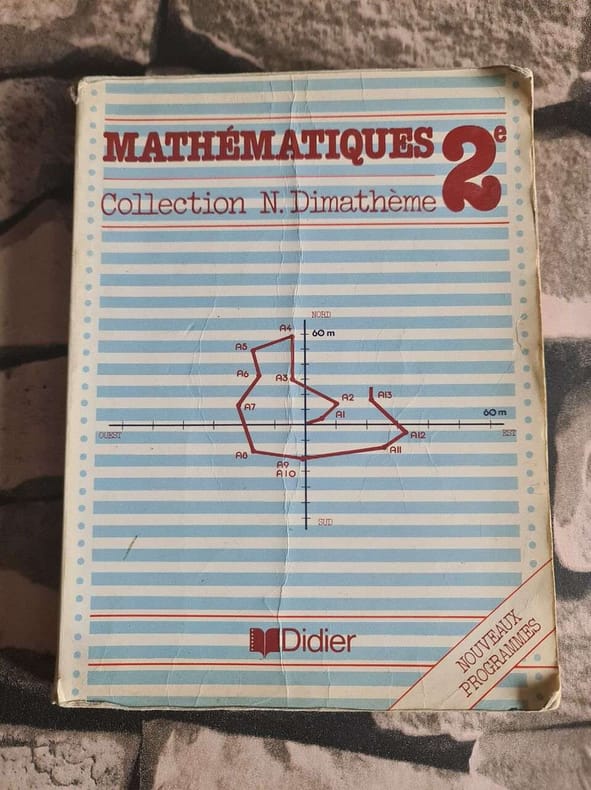 MATHÉMATIQUES 2e
Collection N. Dimathème
NORD
A4
60 m
A5
A6
A3
A2
A13
A7
A1
60 m
OUEST
EST
A12
A8
A11
A9
A10
SUD
Didier
NOUVEAUX
PROGRAMMES